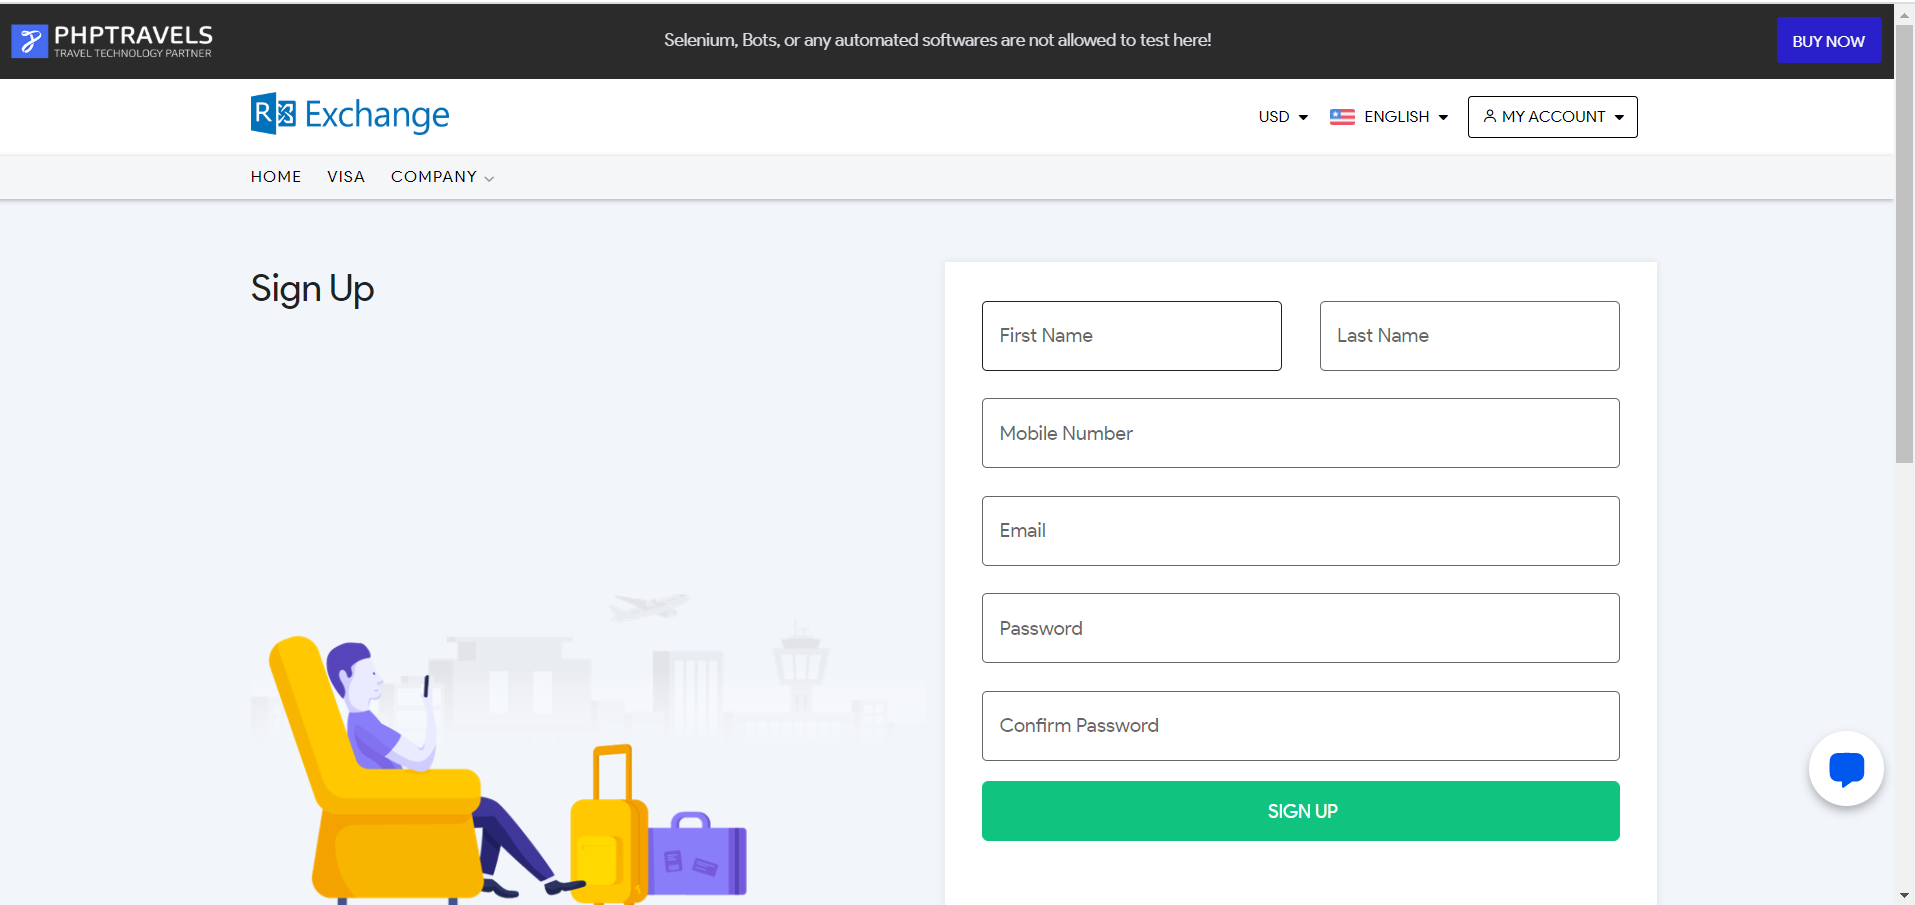 PHPTRAVELS
TRAVEL TECHNOLOGY PARTNER
Selenium, Bots, or any automated softwares are not allowed to test here!
BUY NOW
RX Exchange
USD
ENGLISH
MY ACCOUNT
HOME
VISA
COMPANY
Sign Up
First Name
Last Name
Mobile Number
Email
Password
Confirm Password
SIGN UP